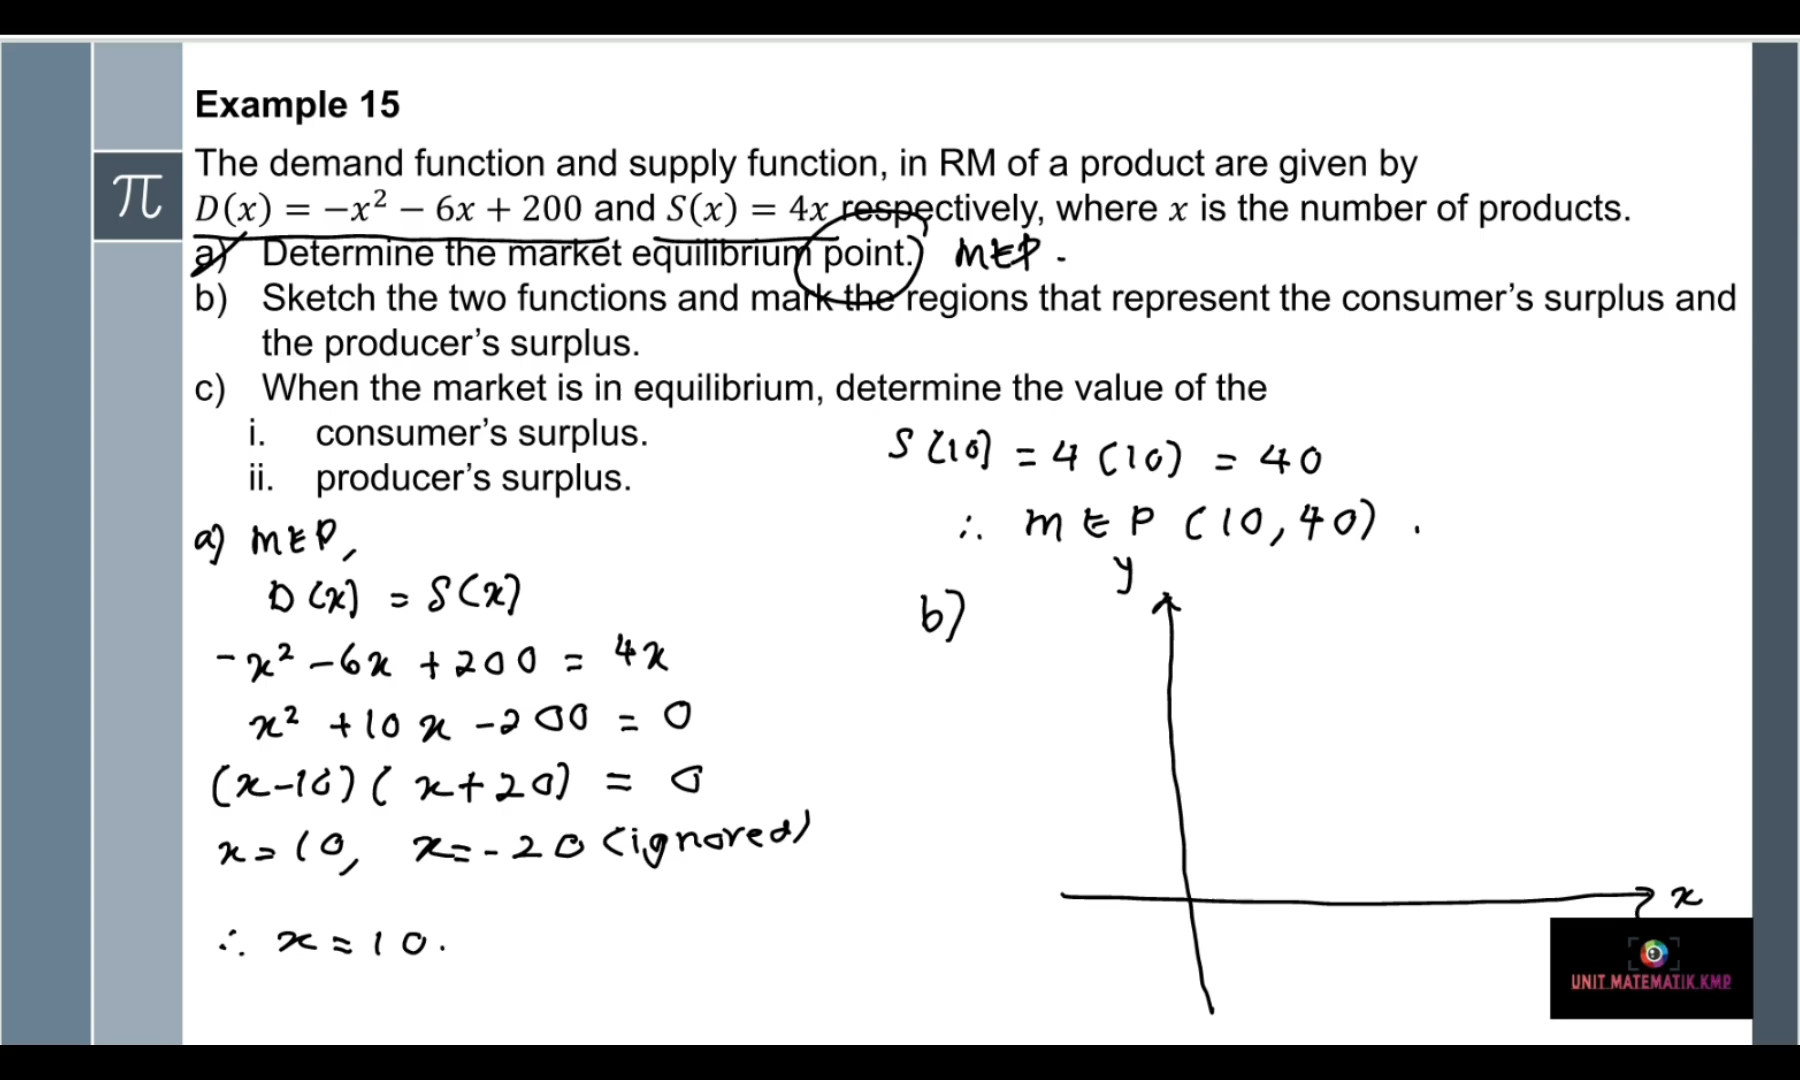 Example 15
The demand function and supply function, in RM of a product are given by
D(x) = −x² − 6x + 200 and S(x) = 4x respectively, where x is the number of products.
a) Determine the market equilibrium point. MEP.
b) Sketch the two functions and mark the regions that represent the consumer's surplus and
the producer's surplus.
c) When the market is in equilibrium, determine the value of the
i. consumer's surplus.
ii. producer's surplus.
π
a) MEP,
D(x) = S(x)
-x² -6x +200 = 4x
x² +10x -200 = 0
(x-10)(x+20) = 0
x=10, x=-20 (ignored)
∴ x=10.
S(10) = 4(10) = 40
∴ MEP (10,40).
b)
y
x
UNIT.MATEMATIK.KMP